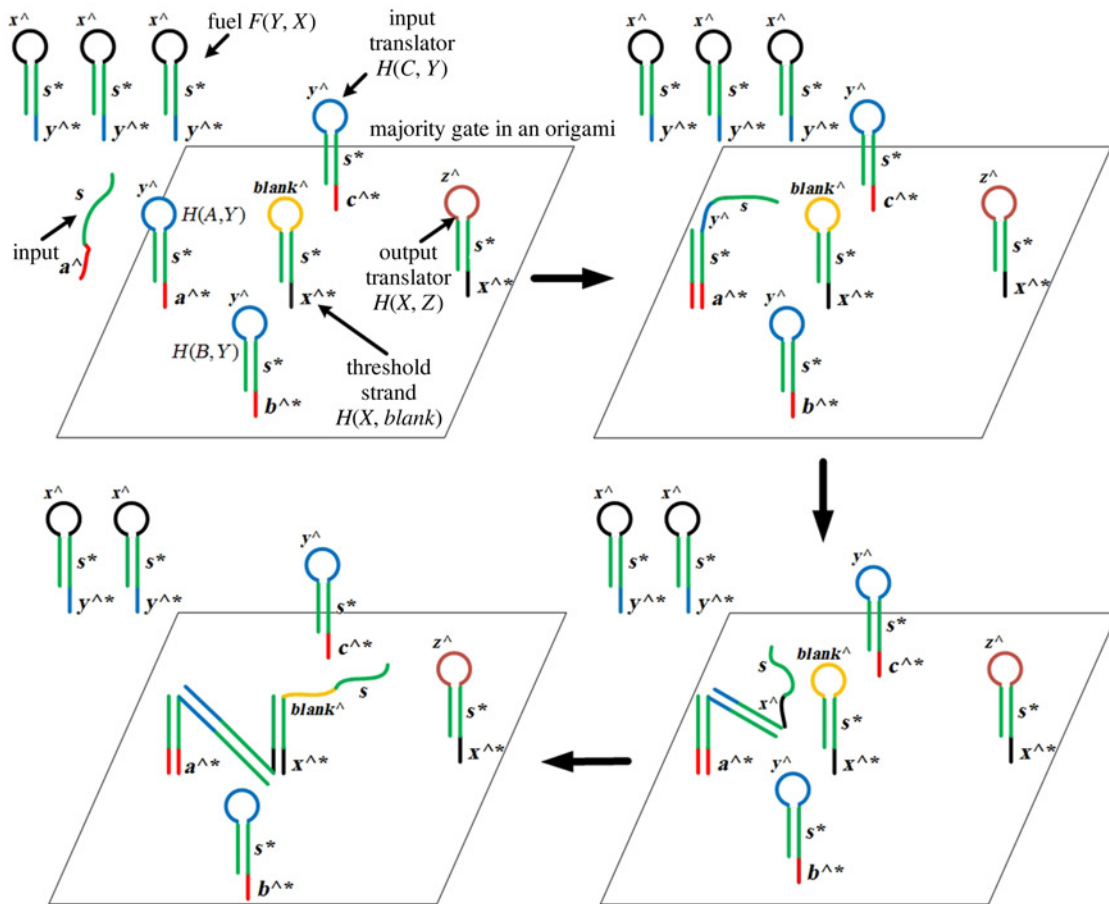 x^ x^ x^
fuel F(Y, X)
s* s* s*
y^* y^* y^*
input
translator
H(C, Y)
y^
majority gate in an origami
s*
c^*
s
input
a^
y^
H(A,Y)
s*
a^*
blank^
s*
x^*
z^
s*
x^*
output
translator
H(X, Z)
y^
H(B,Y)
s*
b^*
threshold
strand
H(X, blank)
x^ x^ x^
s* s* s*
y^* y^* y^*
y^
s*
c^*
y^ s
s*
a^*
blank^
s*
x^*
z^
s*
x^*
y^
s*
b^*
x^ x^
s* s*
y^* y^*
y^
s*
c^*
blank^ s
a^*
x^*
z^
s*
x^*
s*
b^*
x^ x^
s* s*
y^* y^*
y^
s*
c^*
s
x^
a^*
blank^
s*
x^*
z^
s*
x^*
y^
s*
b^*